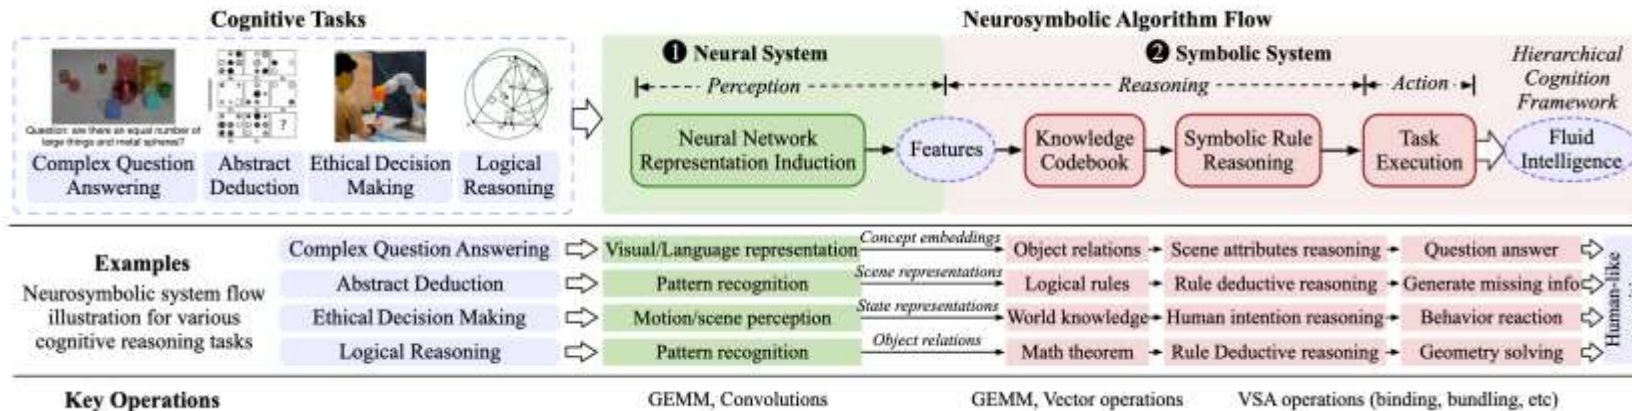 Cognitive Tasks
Neurosymbolic Algorithm Flow
Question: are there an equal number of
large things and metal spheres?
?
Complex Question
Answering
Abstract
Deduction
Ethical Decision
Making
Logical
Reasoning
❶ Neural System
❷ Symbolic System
Perception
Reasoning
Action
Hierarchical
Cognition
Framework
Neural Network
Representation Induction
Features
Knowledge
Codebook
Symbolic Rule
Reasoning
Task
Execution
Fluid
Intelligence
Examples
Neurosymbolic system flow
illustration for various
cognitive reasoning tasks
Complex Question Answering
Visual/Language representation
Concept embeddings
Object relations
Scene attributes reasoning
Question answer
Abstract Deduction
Pattern recognition
Scene representations
Logical rules
Rule deductive reasoning
Generate missing info
Ethical Decision Making
Motion/scene perception
State representations
World knowledge
Human intention reasoning
Behavior reaction
Logical Reasoning
Pattern recognition
Object relations
Math theorem
Rule Deductive reasoning
Geometry solving
Human-like
Key Operations
GEMM, Convolutions
GEMM, Vector operations
VSA operations (binding, bundling, etc)